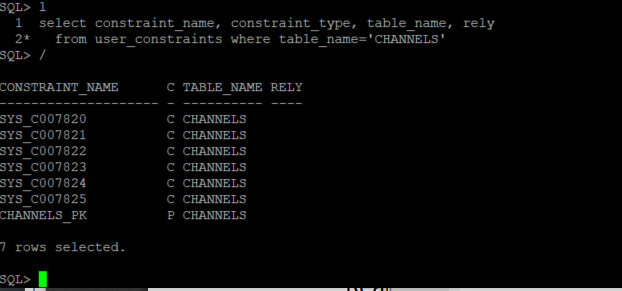 SQL> l
  1  select constraint_name, constraint_type, table_name, rely
  2*   from user_constraints where table_name='CHANNELS'
SQL> /
CONSTRAINT_NAME      C TABLE_NAME RELY
-------------------- - ---------- ----
SYS_C007820          C CHANNELS
SYS_C007821          C CHANNELS
SYS_C007822          C CHANNELS
SYS_C007823          C CHANNELS
SYS_C007824          C CHANNELS
SYS_C007825          C CHANNELS
CHANNELS_PK          P CHANNELS
7 rows selected.
SQL>